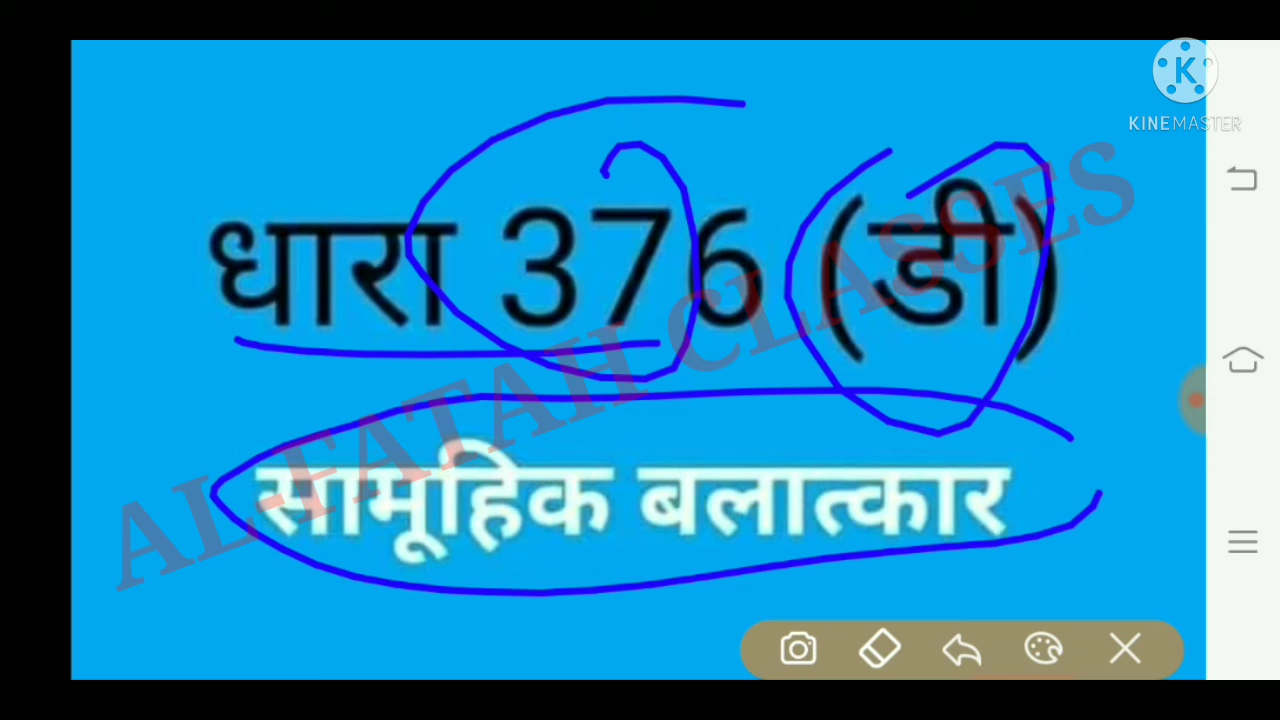 KINEMASTER
धारा 376 (डी)
AL-FATAH CLASSES
सामूहिक बलात्कार